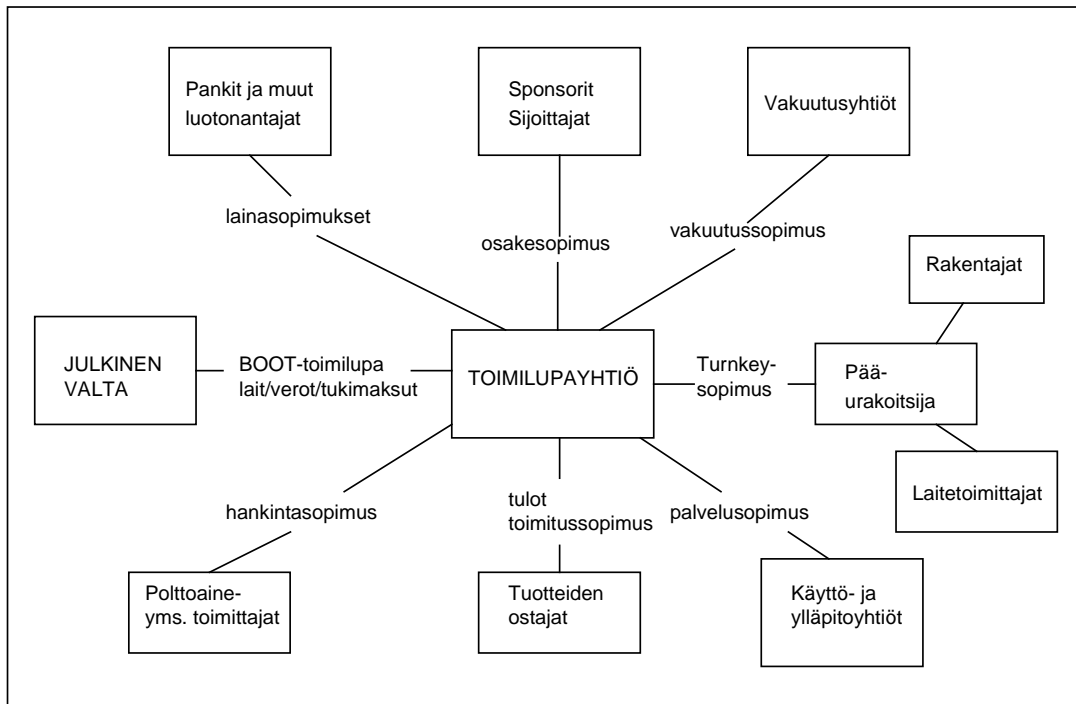 Pankit ja muut
luotonantajat
Sponsorit
Sijoittajat
Vakuutusyhtiöt
lainasopimukset
osakesopimus
vakuutussopimus
Rakentajat
JULKINEN
VALTA
BOOT-toimilupa
lait/verot/tukimaksut
TOIMILUPAYHTIÖ
Turnkey-
sopimus
Pää-
urakoitsija
Laitetoimittajat
hankintasopimus
tulot
toimitussopimus
palvelusopimus
Polttoaine-
yms. toimittajat
Tuotteiden
ostajat
Käyttö- ja
ylläpitoyhtiöt